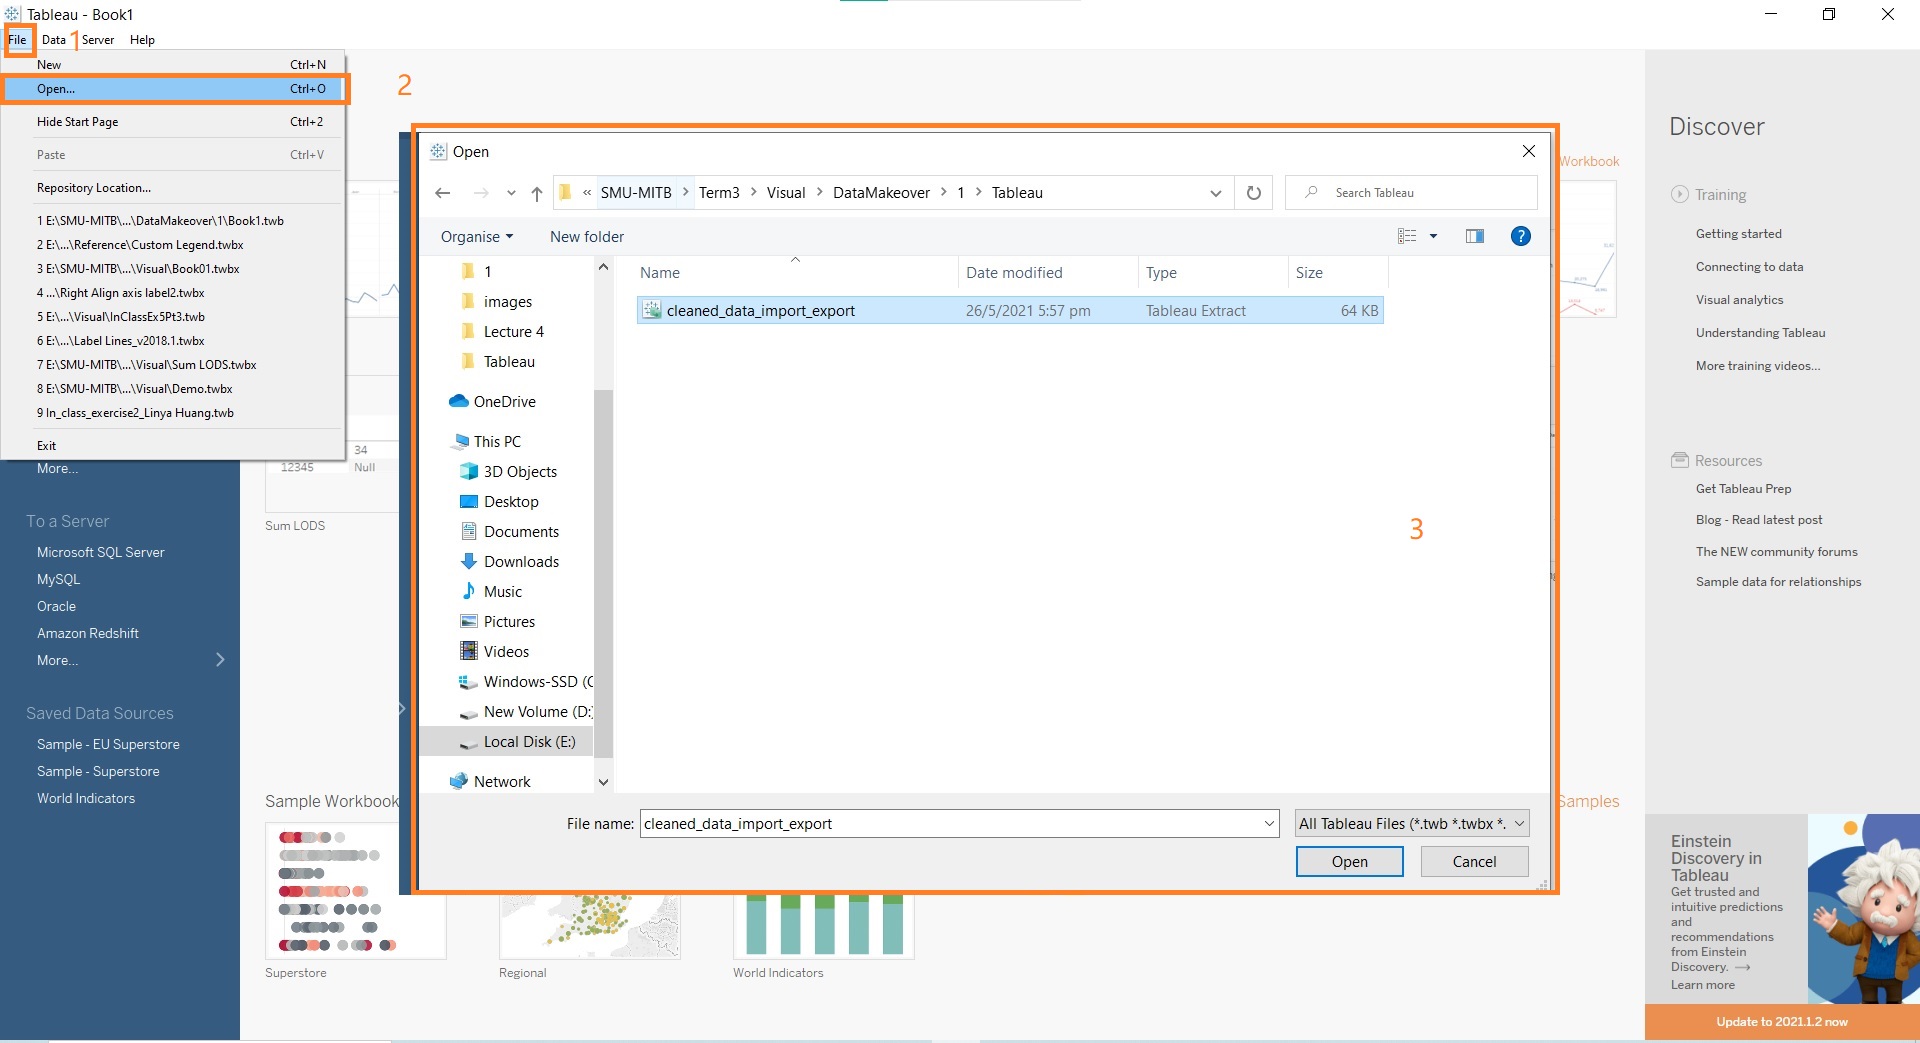 Tableau - Book1
File Data 1 Server Help
New Ctrl+N
Open... Ctrl+O
2
Hide Start Page Ctrl+2
Paste Ctrl+V
Repository Location...
1 E:\SMU-MITB\...\DataMakeover\1\Book1.twb
2 E:\...\Reference\Custom Legend.twbx
3 E:\SMU-MITB\...\Visual\Book01.twbx
4 ...\Right Align axis label2.twbx
5 E:\...\Visual\InClassEx5Pt3.twb
6 E:\...\Label Lines_v2018.1.twbx
7 E:\SMU-MITB\...\Visual\Sum LODS.twbx
8 E:\SMU-MITB\...\Visual\Demo.twbx
9 In_class_exercise2_Linya Huang.twb
Exit
More...
To a Server
Microsoft SQL Server
MySQL
Oracle
Amazon Redshift
More...
Saved Data Sources
Sample - EU Superstore
Sample - Superstore
World Indicators
34
12345 Null
Sum LODS
Open
« SMU-MITB > Term3 > Visual > DataMakeover > 1 > Tableau
Search Tableau
Organise New folder
?
1
images
Lecture 4
Tableau
OneDrive
This PC
3D Objects
Desktop
Documents
Downloads
Music
Pictures
Videos
Windows-SSD (C
New Volume (D:)
Local Disk (E:)
Network
Name Date modified Type Size
cleaned_data_import_export 26/5/2021 5:57 pm Tableau Extract 64 KB
3
File name: cleaned_data_import_export All Tableau Files (*.twb *.twbx *.
Open Cancel
Workbook
Sample Workbook
Samples
Superstore
Regional
World Indicators
Discover
Training
Getting started
Connecting to data
Visual analytics
Understanding Tableau
More training videos...
Resources
Get Tableau Prep
Blog - Read latest post
The NEW community forums
Sample data for relationships
Einstein
Discovery in
Tableau
Get trusted and
intuitive predictions
and
recommendations
from Einstein
Discovery. →
Learn more
Update to 2021.1.2 now